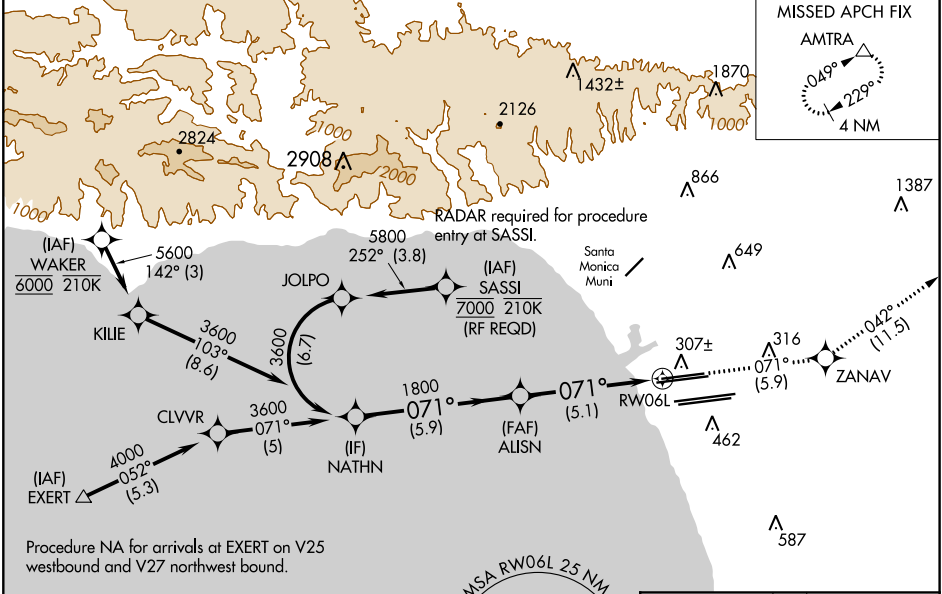 MISSED APCH FIX
AMTRA
049°
229°
4 NM
1432±
1870
1000
2126
1000
2824
2908
2000
1000
866
1387
649
RADAR required for procedure
entry at SASSI.
Santa
Monica
Muni
(IAF)
WAKER
6000 210K
5600
142° (3)
5800
252° (3.8)
(IAF)
SASSI
7000 210K
(RF REQD)
JOLPO
KILIE
3600
103°
(8.6)
3600
(6.7)
042°
(11.5)
307±
316
071°
(5.9)
ZANAV
RW06L
CLVVR
3600
071°
(5)
1800
071°
(5.9)
071°
(5.1)
(IF)
NATHN
(FAF)
ALISN
462
4000
052°
(5.3)
(IAF)
EXERT
587
Procedure NA for arrivals at EXERT on V25
westbound and V27 northwest bound.
MSA RW06L 25 NM